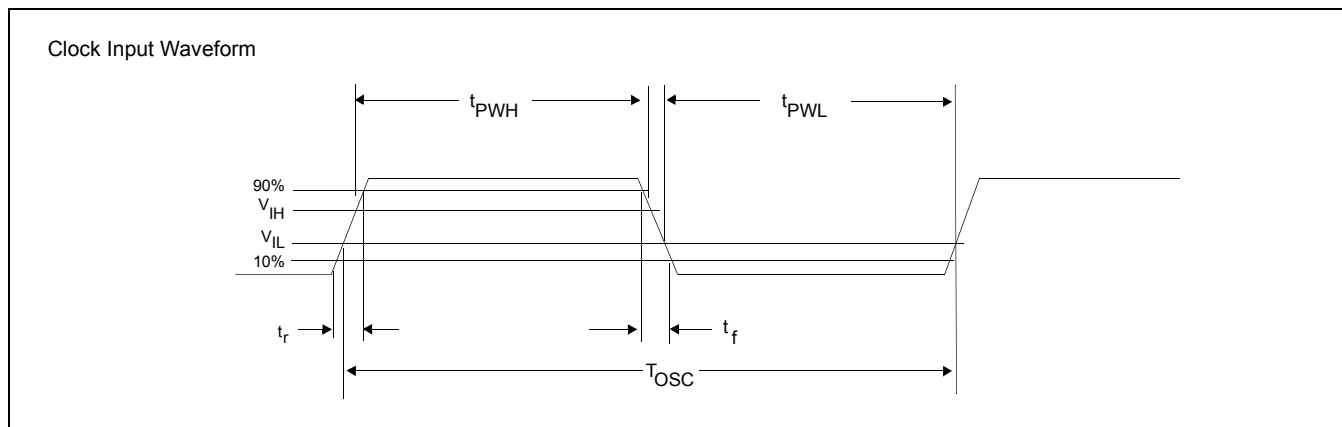 Clock Input Waveform
tPWH
tPWL
90%
VIH
VIL
10%
tr
tf
TOSC